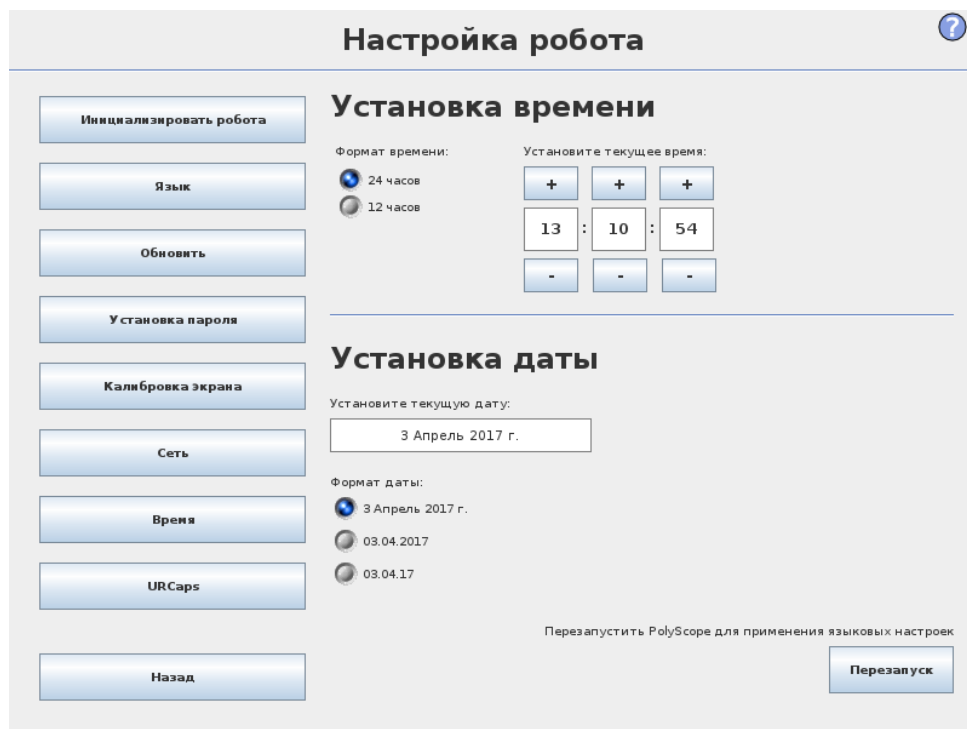 Настройка робота
?
Инициализировать робота
Язык
Обновить
Установка пароля
Калибровка экрана
Сеть
Время
URCaps
Назад
Установка времени
Формат времени:
24 часов
12 часов
Установите текущее время:
+ + +
13 : 10 : 54
- - -
Установка даты
Установите текущую дату:
3 Апрель 2017 г.
Формат даты:
3 Апрель 2017 г.
03.04.2017
03.04.17
Перезапустить PolyScope для применения языковых настроек
Перезапуск